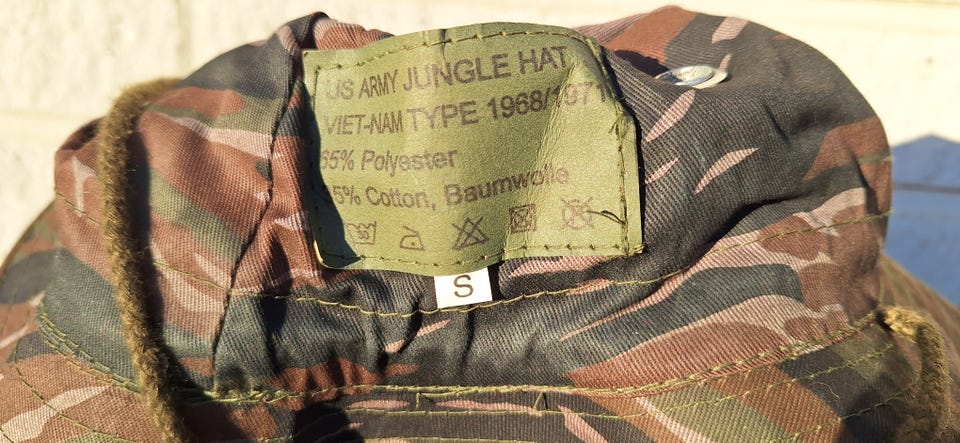 US ARMY JUNGLE HAT
VIET-NAM TYPE 1968/1971
65% Polyester
35% Cotton, Baumwolle
S